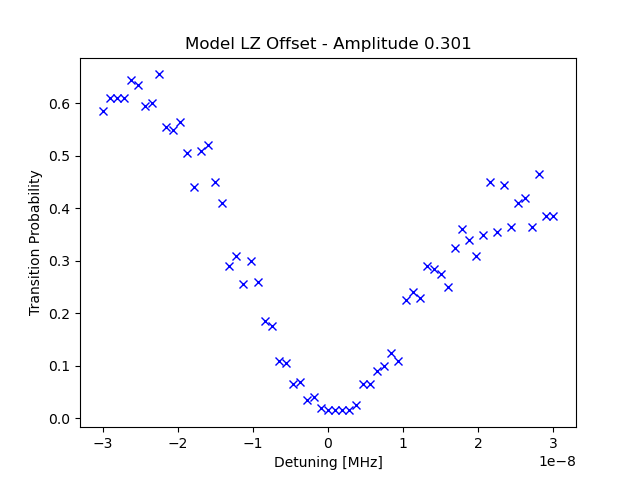 Model LZ Offset - Amplitude 0.301
Transition Probability
0.6
0.5
0.4
0.3
0.2
0.1
0.0
−3 −2 −1 0 1 2 3
1e−8
Detuning [MHz]